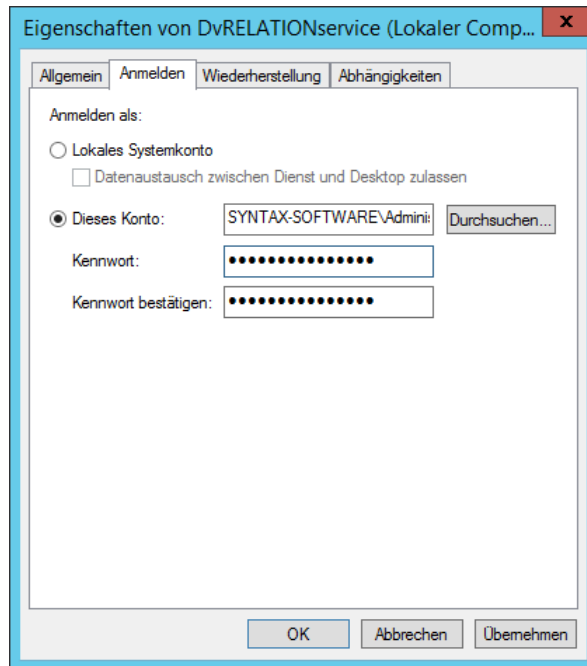 Eigenschaften von DvRELATIONservice (Lokaler Comp...
x
Allgemein Anmelden Wiederherstellung Abhängigkeiten
Anmelden als:
Lokales Systemkonto
Datenaustausch zwischen Dienst und Desktop zulassen
Dieses Konto: SYNTAX-SOFTWARE\Adminis Durchsuchen...
Kennwort: •••••••••••••••
Kennwort bestätigen: •••••••••••••••
OK Abbrechen Übernehmen